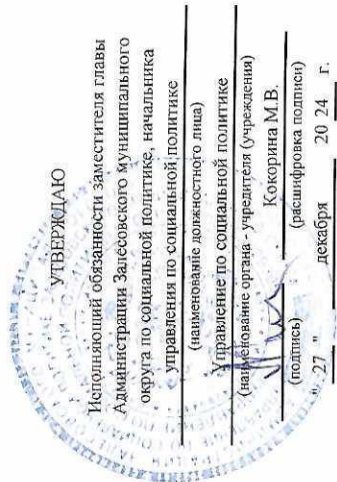 УТВЕРЖДАЮ
Исполняющий обязанности заместителя главы
Администрации Залесовского муниципального
округа по социальной политике, начальника
управления по социальной политике
(наименование должностного лица)
Управление по социальной политике
(наименование органа - учредителя (учреждения)
Кокорина М.В.
(подпись) (расшифровка подписи)
" 27 " декабря 20 24 г.